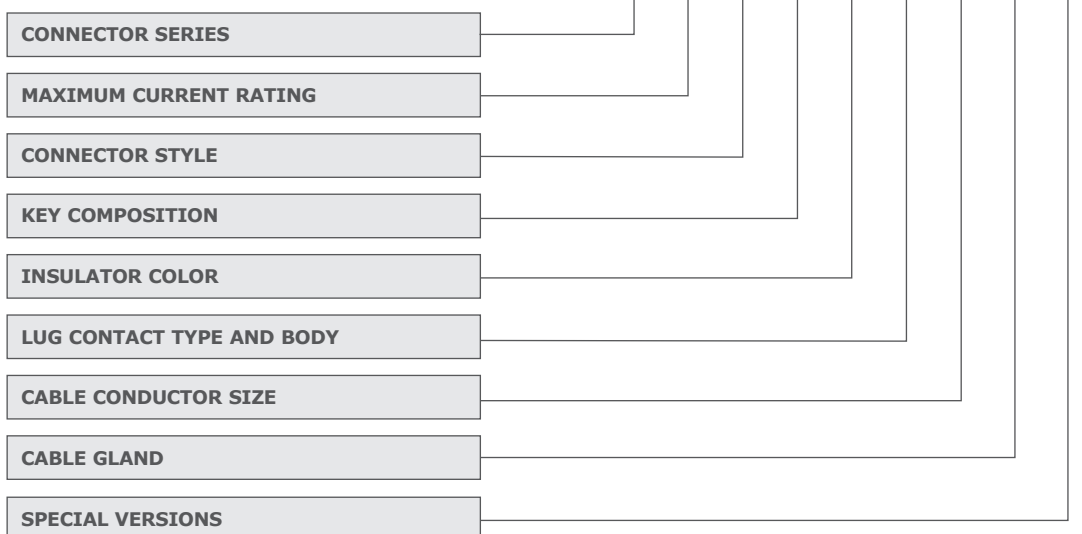 CONNECTOR SERIES
MAXIMUM CURRENT RATING
CONNECTOR STYLE
KEY COMPOSITION
INSULATOR COLOR
LUG CONTACT TYPE AND BODY
CABLE CONDUCTOR SIZE
CABLE GLAND
SPECIAL VERSIONS